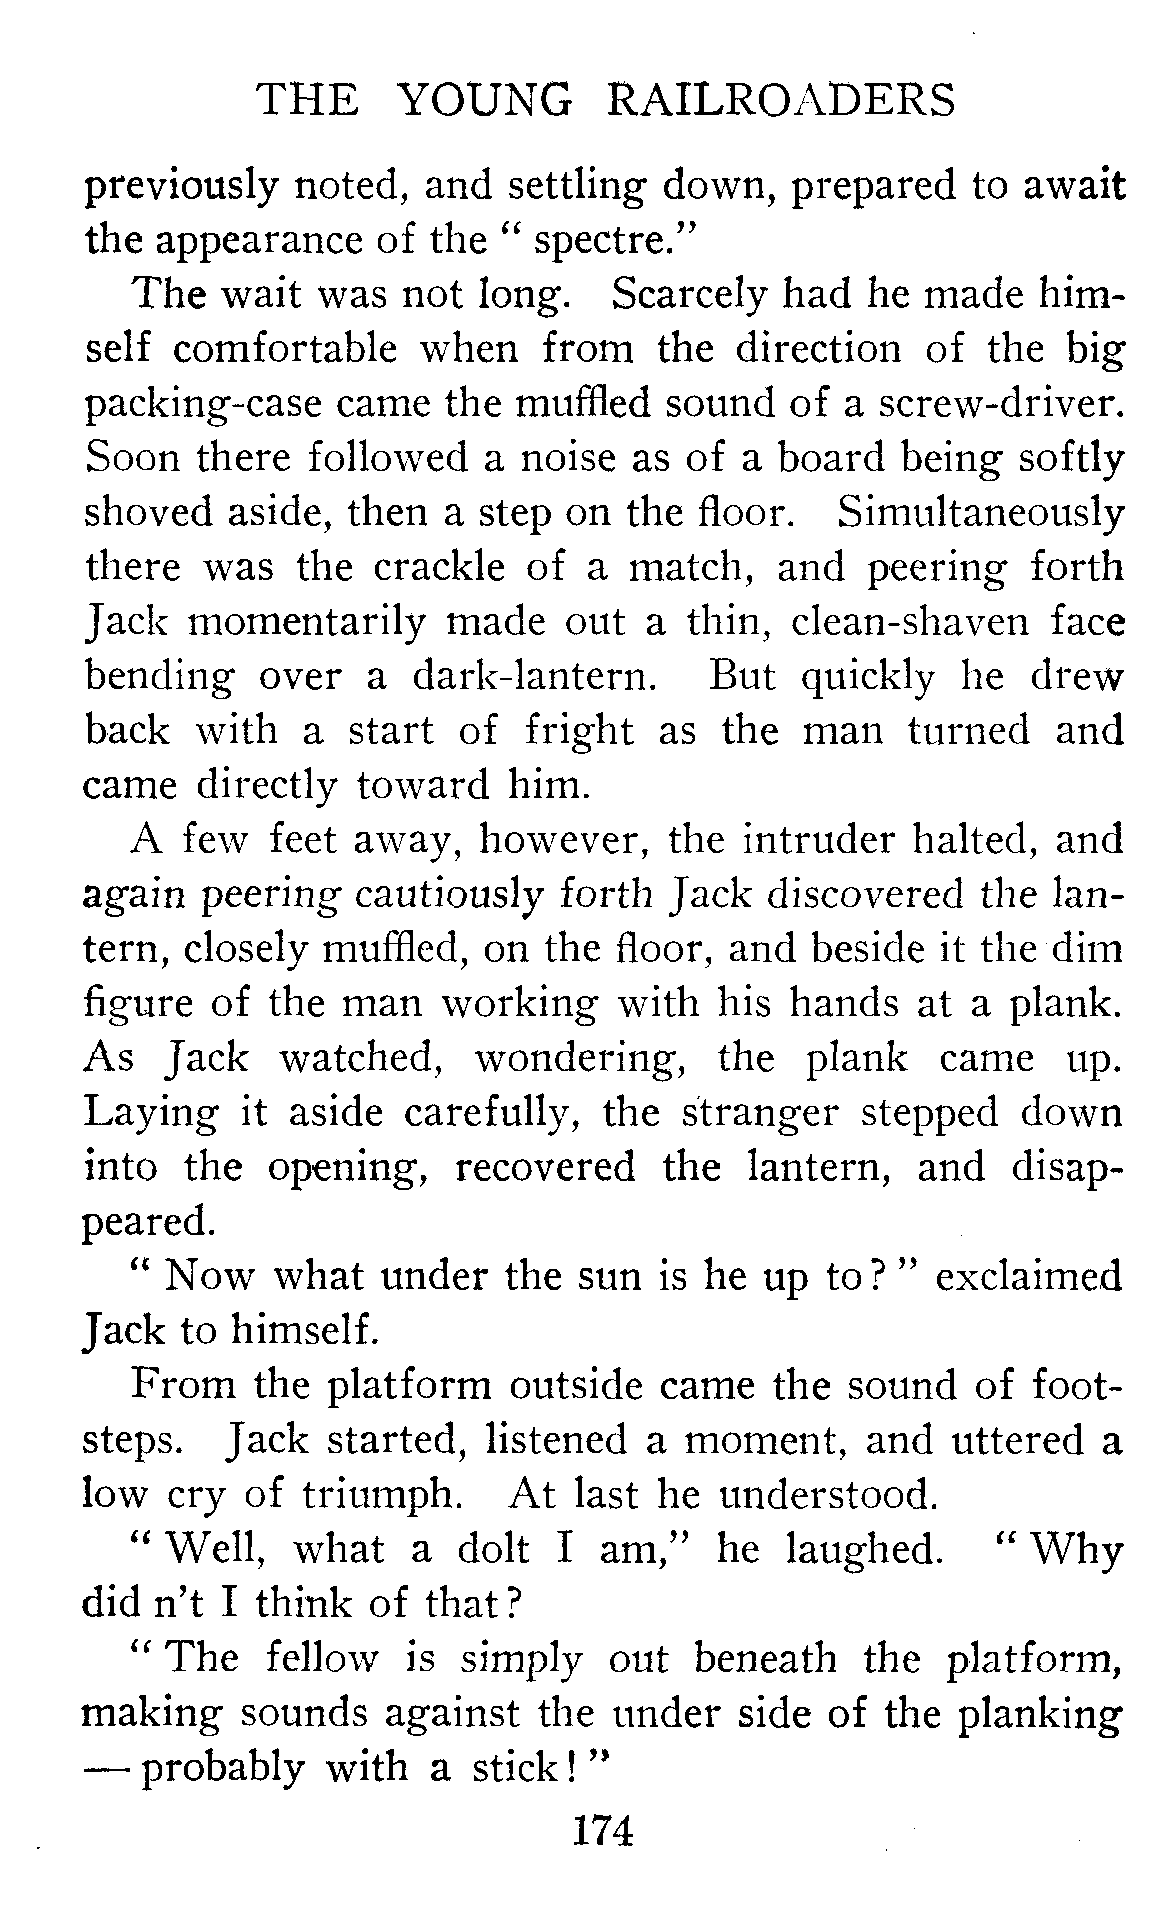 THE YOUNG RAILROADERS
previously noted, and settling down, prepared to await
the appearance of the " spectre."
The wait was not long. Scarcely had he made him-
self comfortable when from the direction of the big
packing-case came the muffled sound of a screw-driver.
Soon there followed a noise as of a board being softly
shoved aside, then a step on the floor. Simultaneously
there was the crackle of a match, and peering forth
Jack momentarily made out a thin, clean-shaven face
bending over a dark-lantern. But quickly he drew
back with a start of fright as the man turned and
came directly toward him.
A few feet away, however, the intruder halted, and
again peering cautiously forth Jack discovered the lan-
tern, closely muffled, on the floor, and beside it the dim
figure of the man working with his hands at a plank.
As Jack watched, wondering, the plank came up.
Laying it aside carefully, the stranger stepped down
into the opening, recovered the lantern, and disap-
peared.
" Now what under the sun is he up to? " exclaimed
Jack to himself.
From the platform outside came the sound of foot-
steps. Jack started, listened a moment, and uttered a
low cry of triumph. At last he understood.
" Well, what a dolt I am," he laughed. " Why
did n't I think of that?
" The fellow is simply out beneath the platform,
making sounds against the under side of the planking
— probably with a stick! "
174